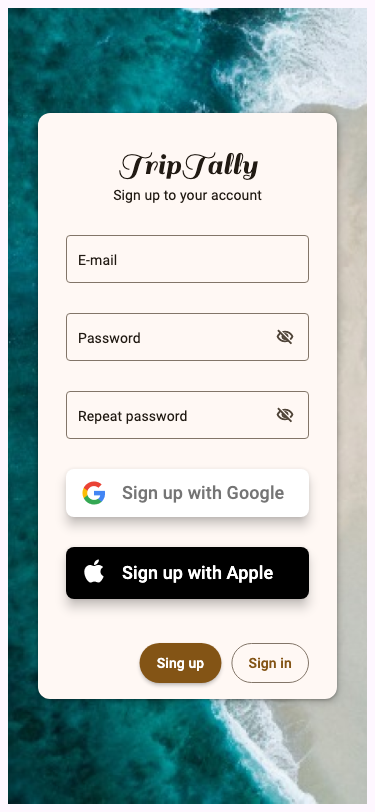 TripTally
Sign up to your account
E-mail
Password
Repeat password
Sign up with Google
Sign up with Apple
Sing up
Sign in